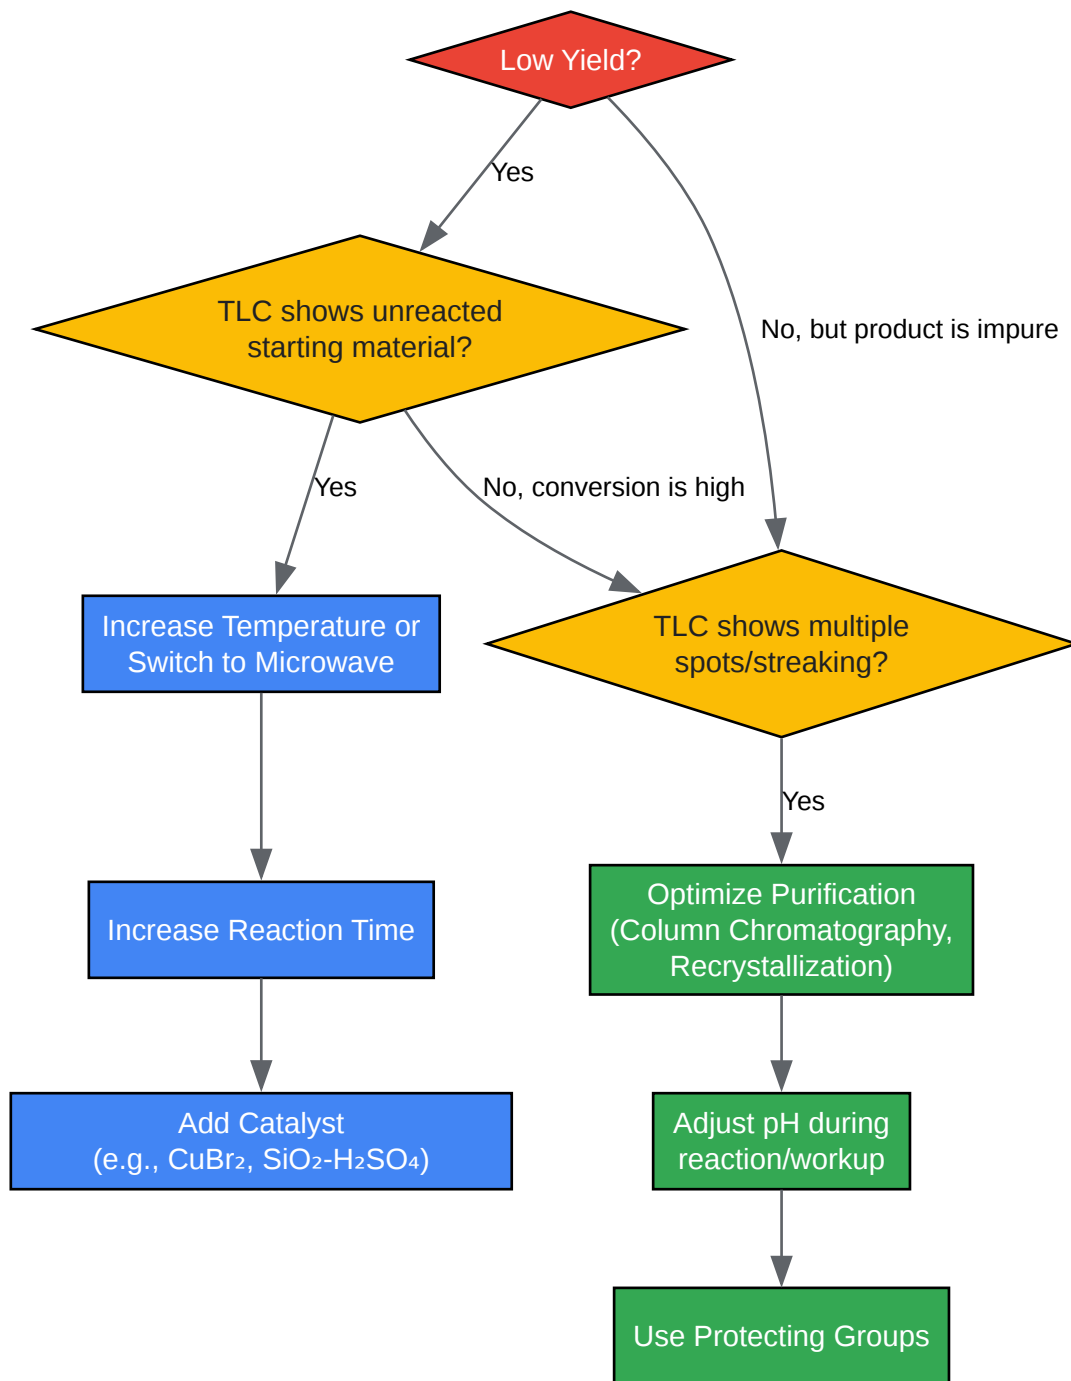 Low Yield?
Yes
TLC shows unreacted
starting material?
No, but product is impure
Yes
No, conversion is high
Increase Temperature or
Switch to Microwave
TLC shows multiple
spots/streaking?
Yes
Increase Reaction Time
Optimize Purification
(Column Chromatography,
Recrystallization)
Add Catalyst
(e.g., CuBr₂, SiO₂-H₂SO₄)
Adjust pH during
reaction/workup
Use Protecting Groups